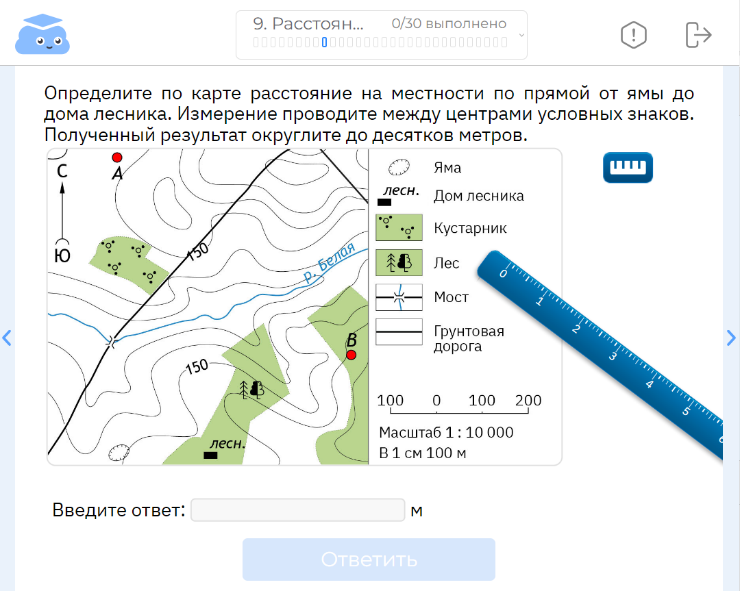 9. Расстоян... 0/30 выполнено
Определите по карте расстояние на местности по прямой от ямы до
дома лесника. Измерение проводите между центрами условных знаков.
Полученный результат округлите до десятков метров.
С
A
Ю
150
р. Белая
B
150
лесн.
Яма
лесн.
Дом лесника
Кустарник
Лес
Мост
Грунтовая
дорога
100 0 100 200
Масштаб 1 : 10 000
В 1 см 100 м
0 1 2 3 4 5 6
Введите ответ: м
Ответить